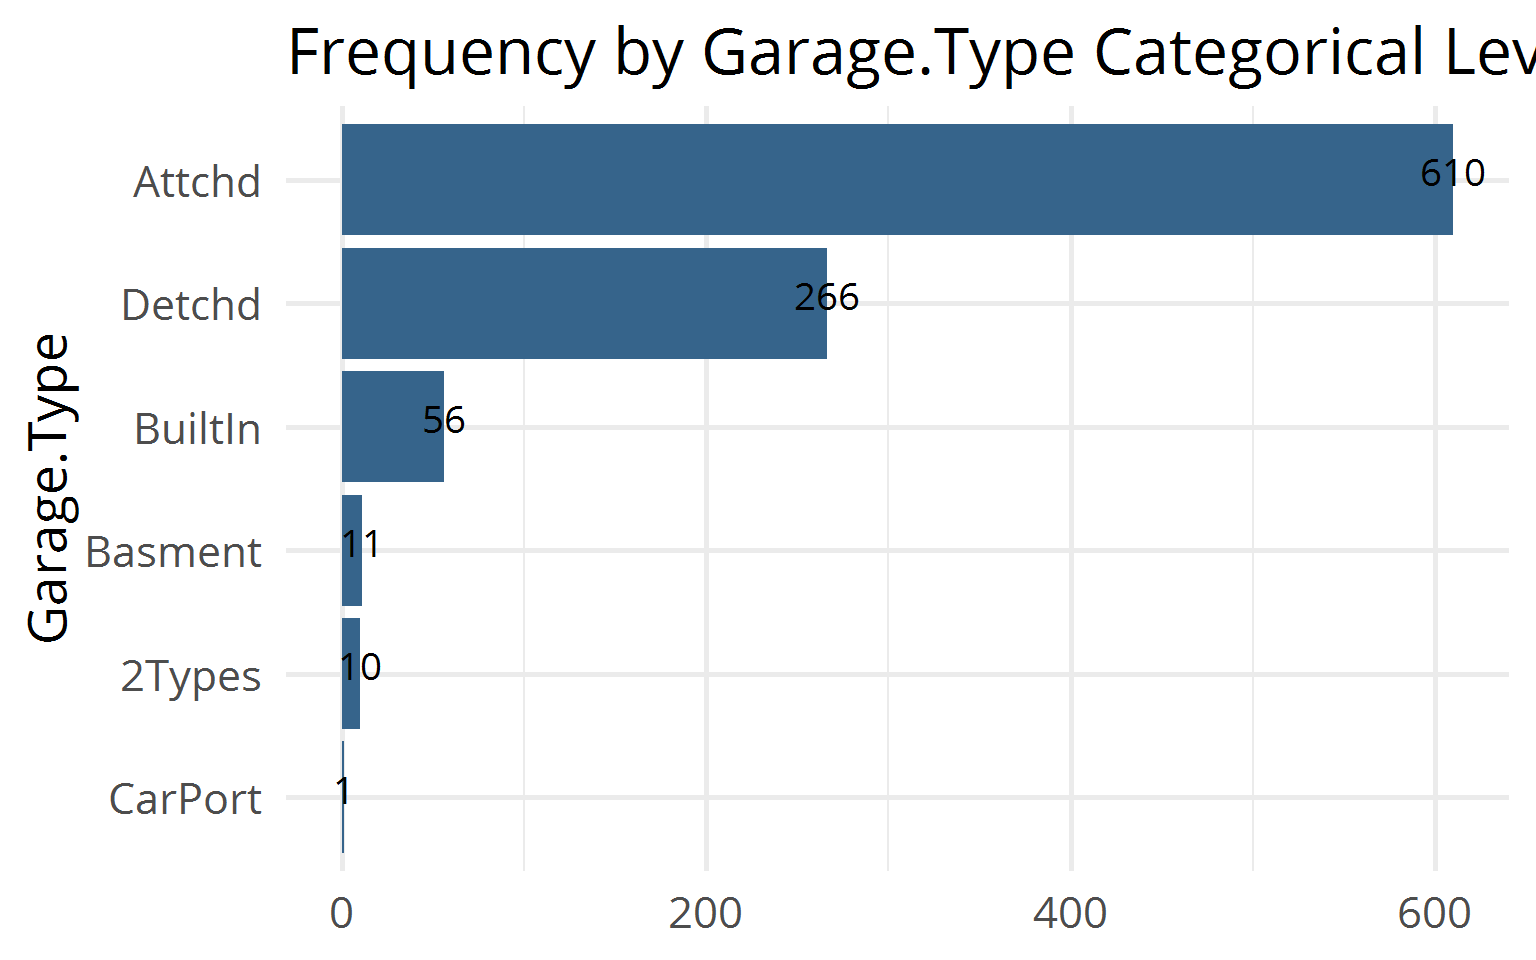 Frequency by Garage.Type Categorical
Garage.Type
Attchd 610
Detchd 266
BuiltIn 56
Basment 11
2Types 10
CarPort 1
0 200 400 600